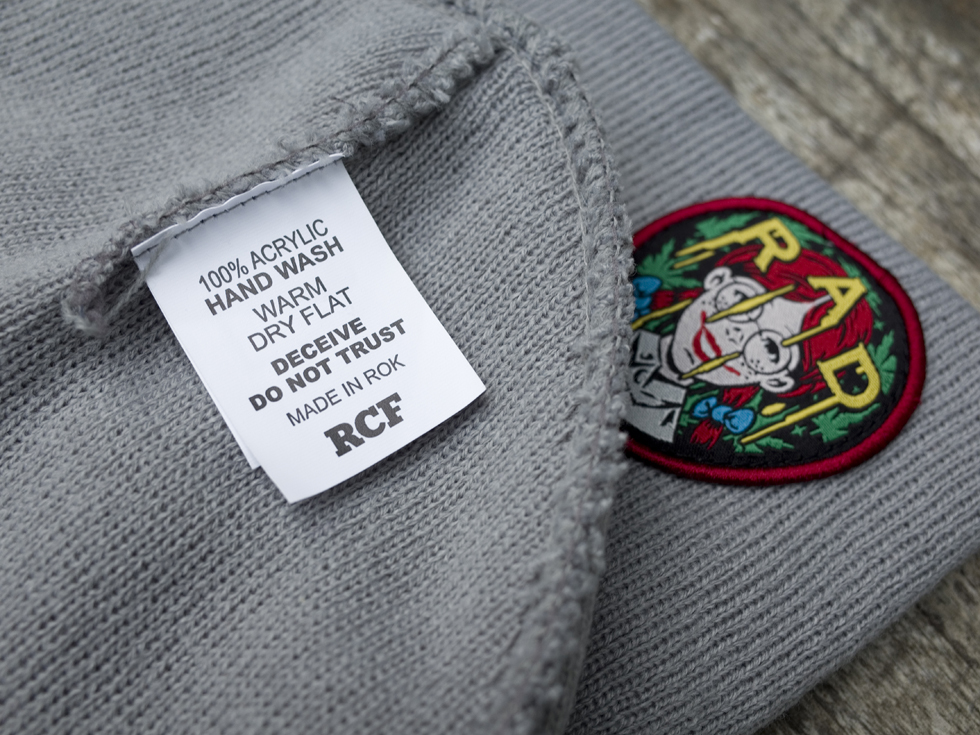 100% ACRYLIC
HAND WASH
WARM
DRY FLAT
DECEIVE
DO NOT TRUST
MADE IN ROK
RCF
RAD